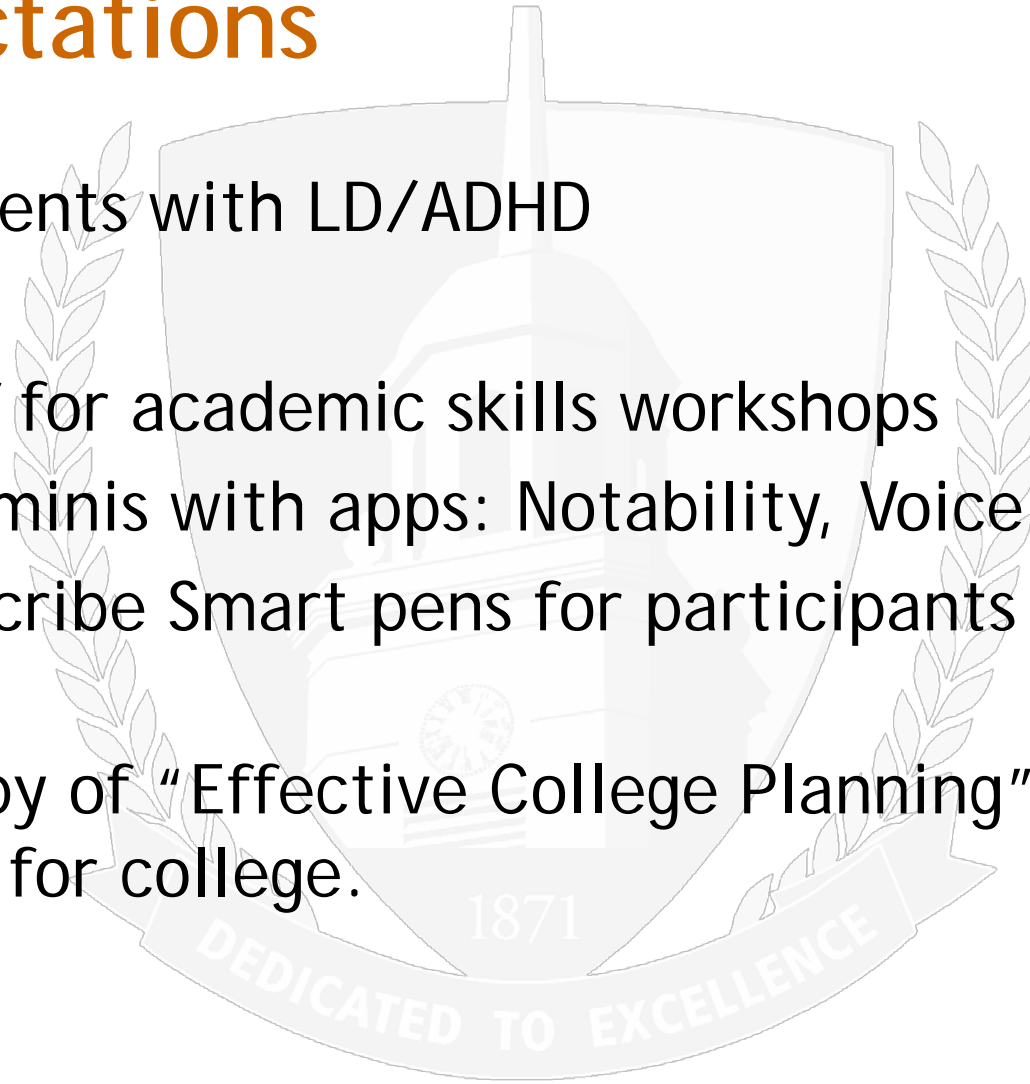 ctations
ents with LD/ADHD
for academic skills workshops
minis with apps: Notability, Voice
cribe Smart pens for participants
py of “Effective College Planning”
for college.
1871
DEDICATED TO EXCELLENCE